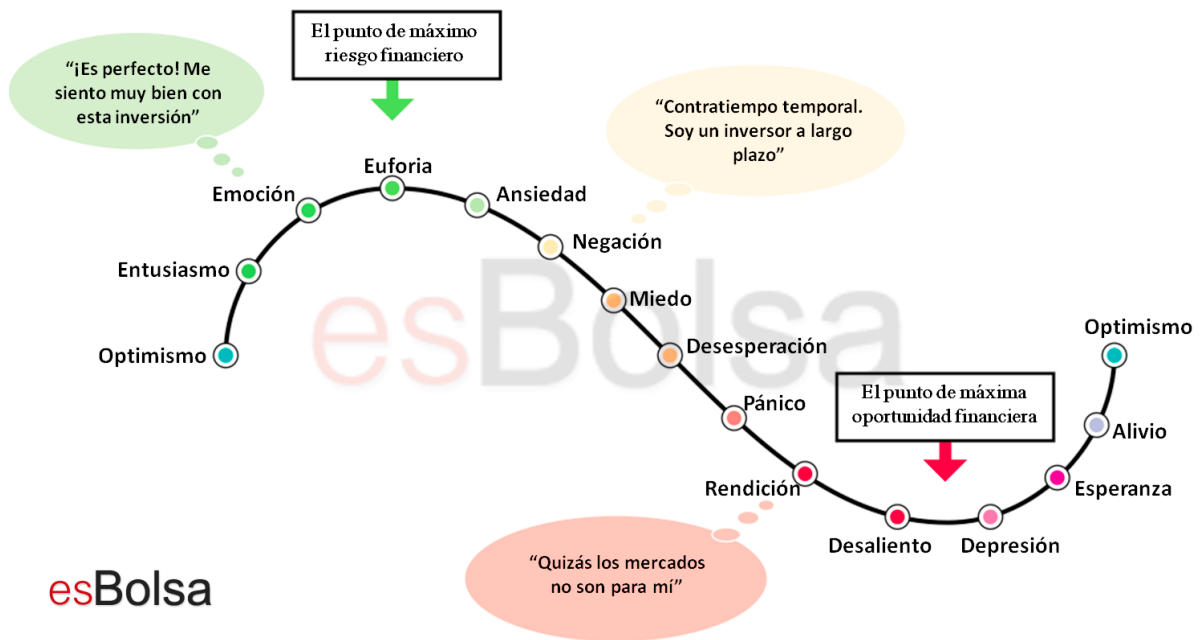 El punto de máximo
riesgo financiero
“¡Es perfecto! Me
siento muy bien con
esta inversión”
“Contratiempo temporal.
Soy un inversor a largo
plazo”
Euforia
Emoción
Ansiedad
Negación
Entusiasmo
esBolsa
Miedo
Optimismo
Desesperación
Optimismo
El punto de máxima
oportunidad financiera
Pánico
Alivio
Rendición
Esperanza
Desaliento
Depresión
“Quizás los mercados
no son para mí”
esBolsa